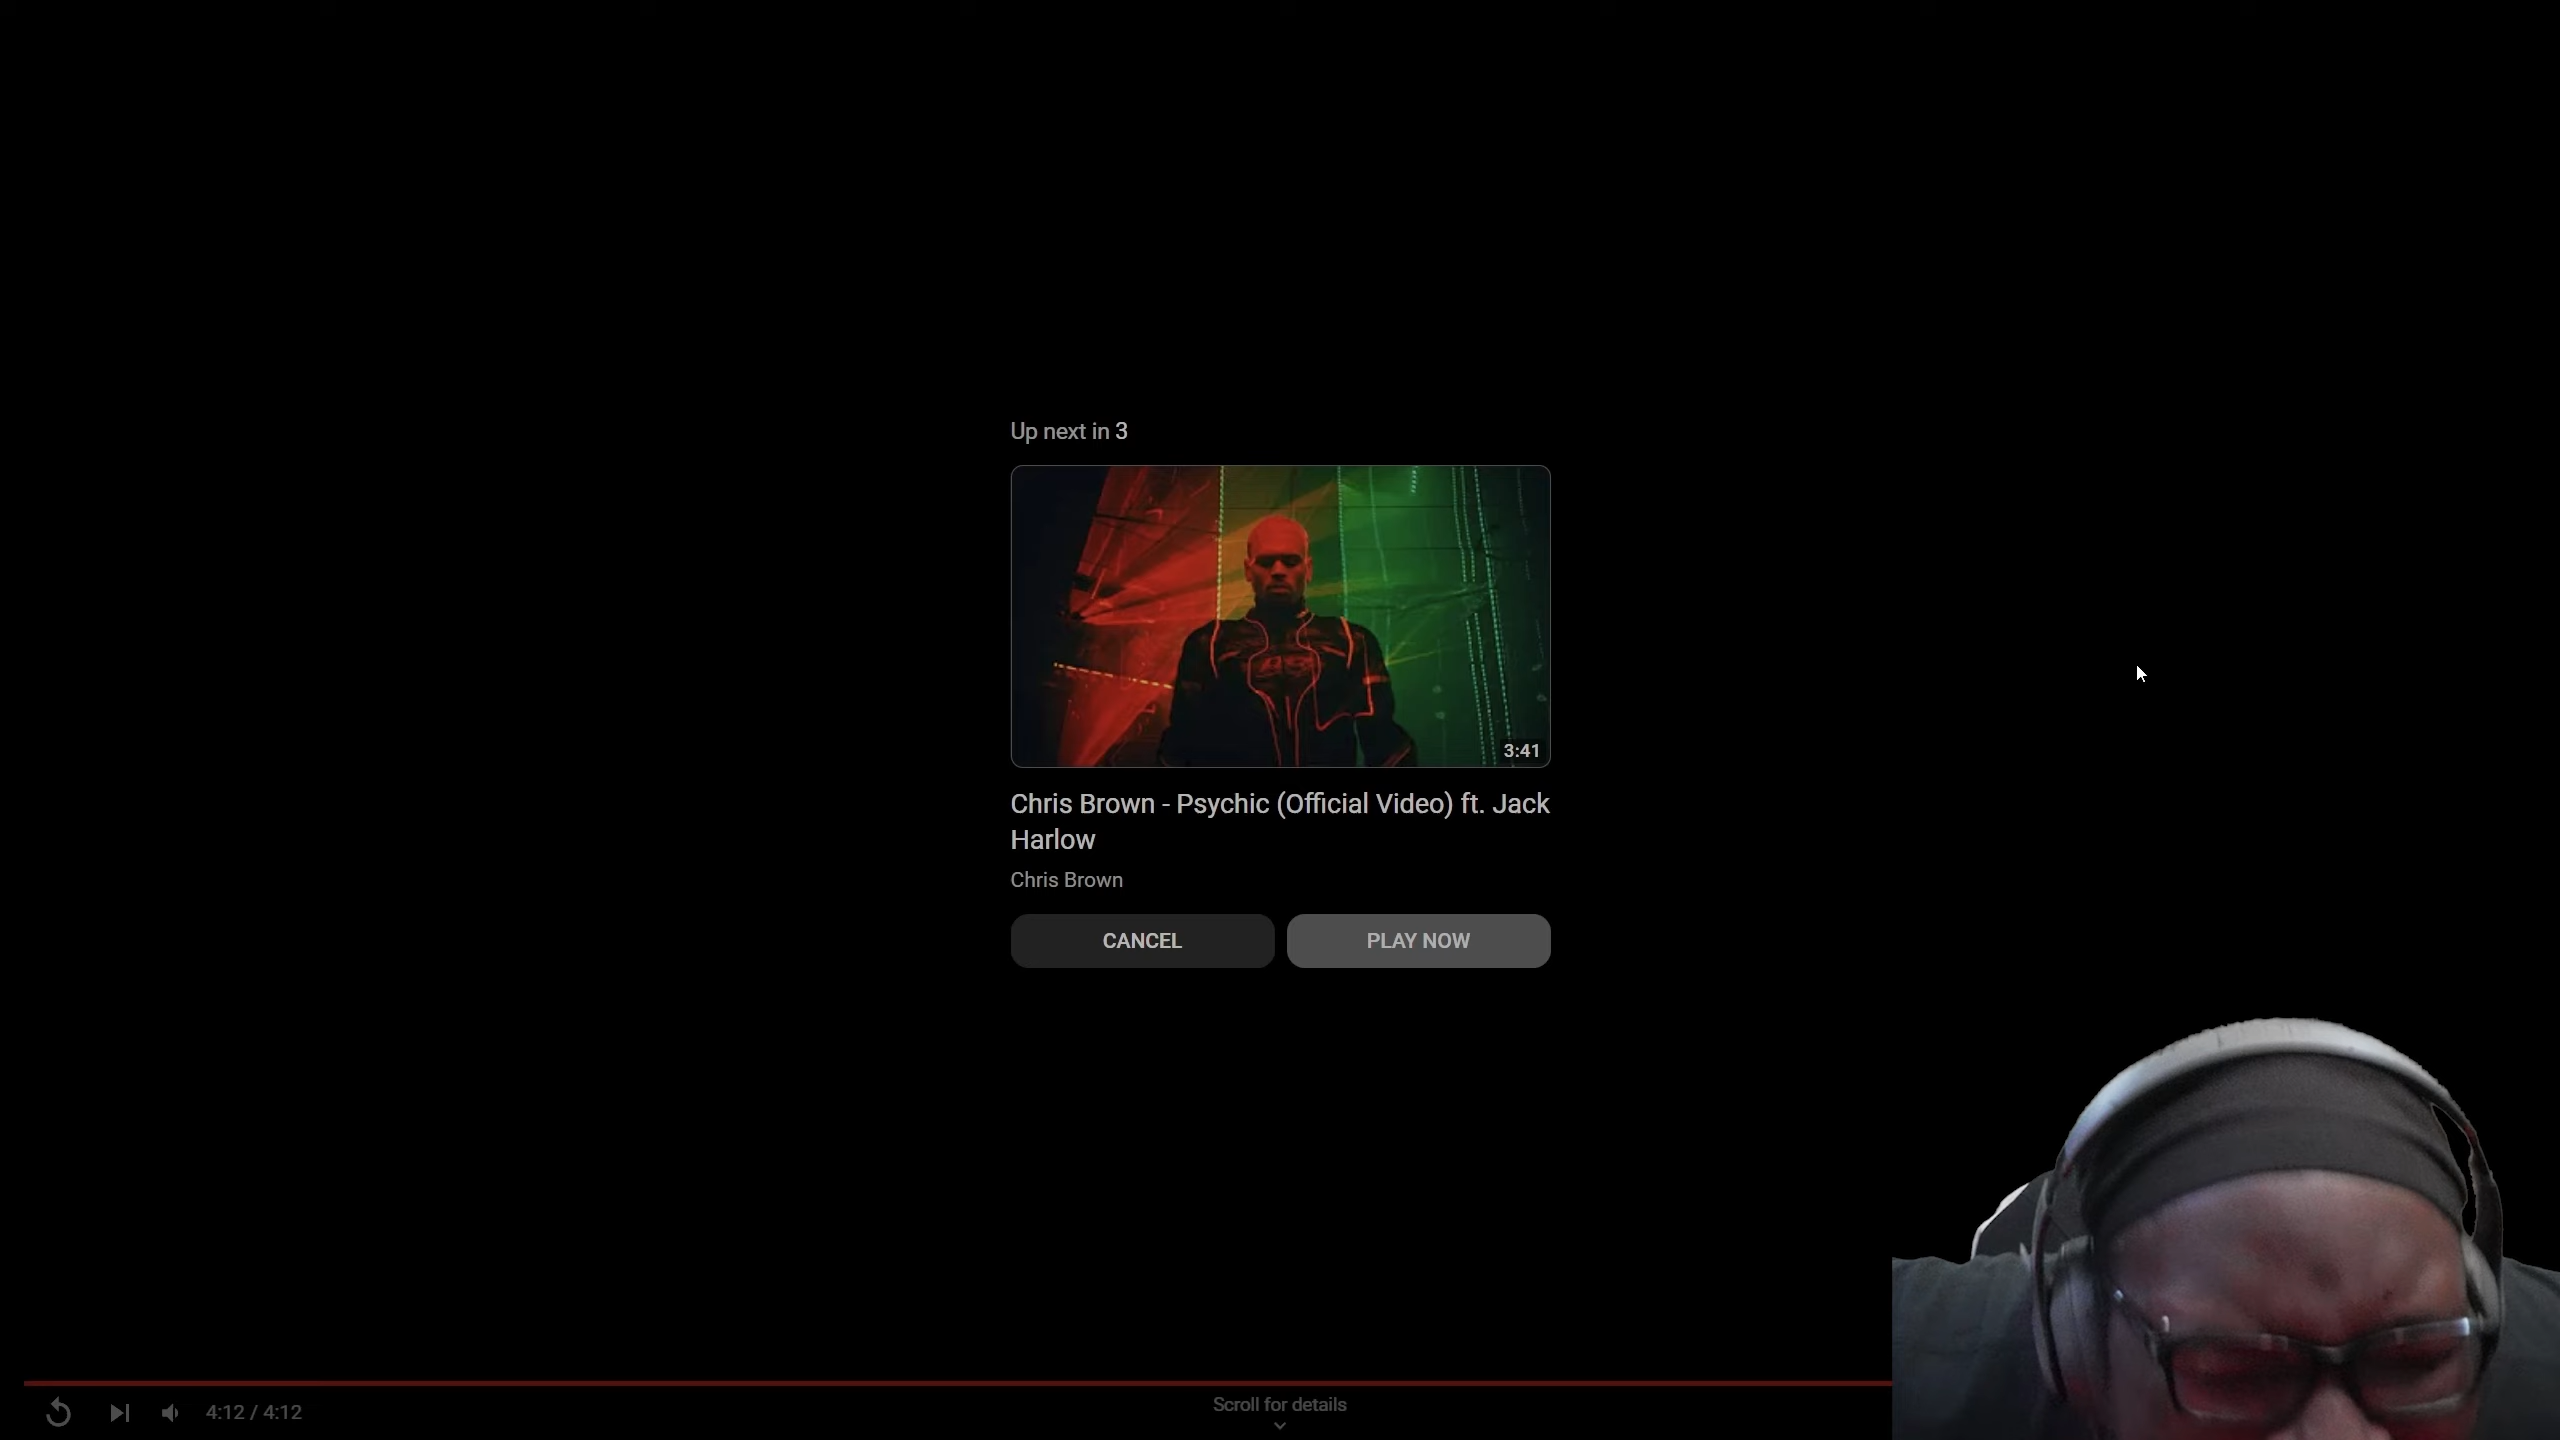 Up next in 3
3:41
Chris Brown - Psychic (Official Video) ft. Jack
Harlow
Chris Brown
CANCEL
PLAY NOW
4:12 / 4:12
Scroll for details